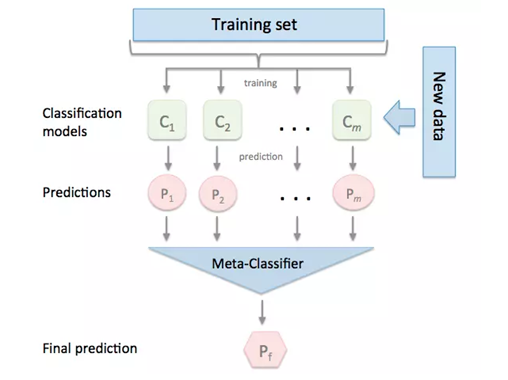 Training set
training
Classification
models
C1
C2
...
Cm
New data
prediction
Predictions
P1
P2
...
Pm
Meta-Classifier
Final prediction
Pf